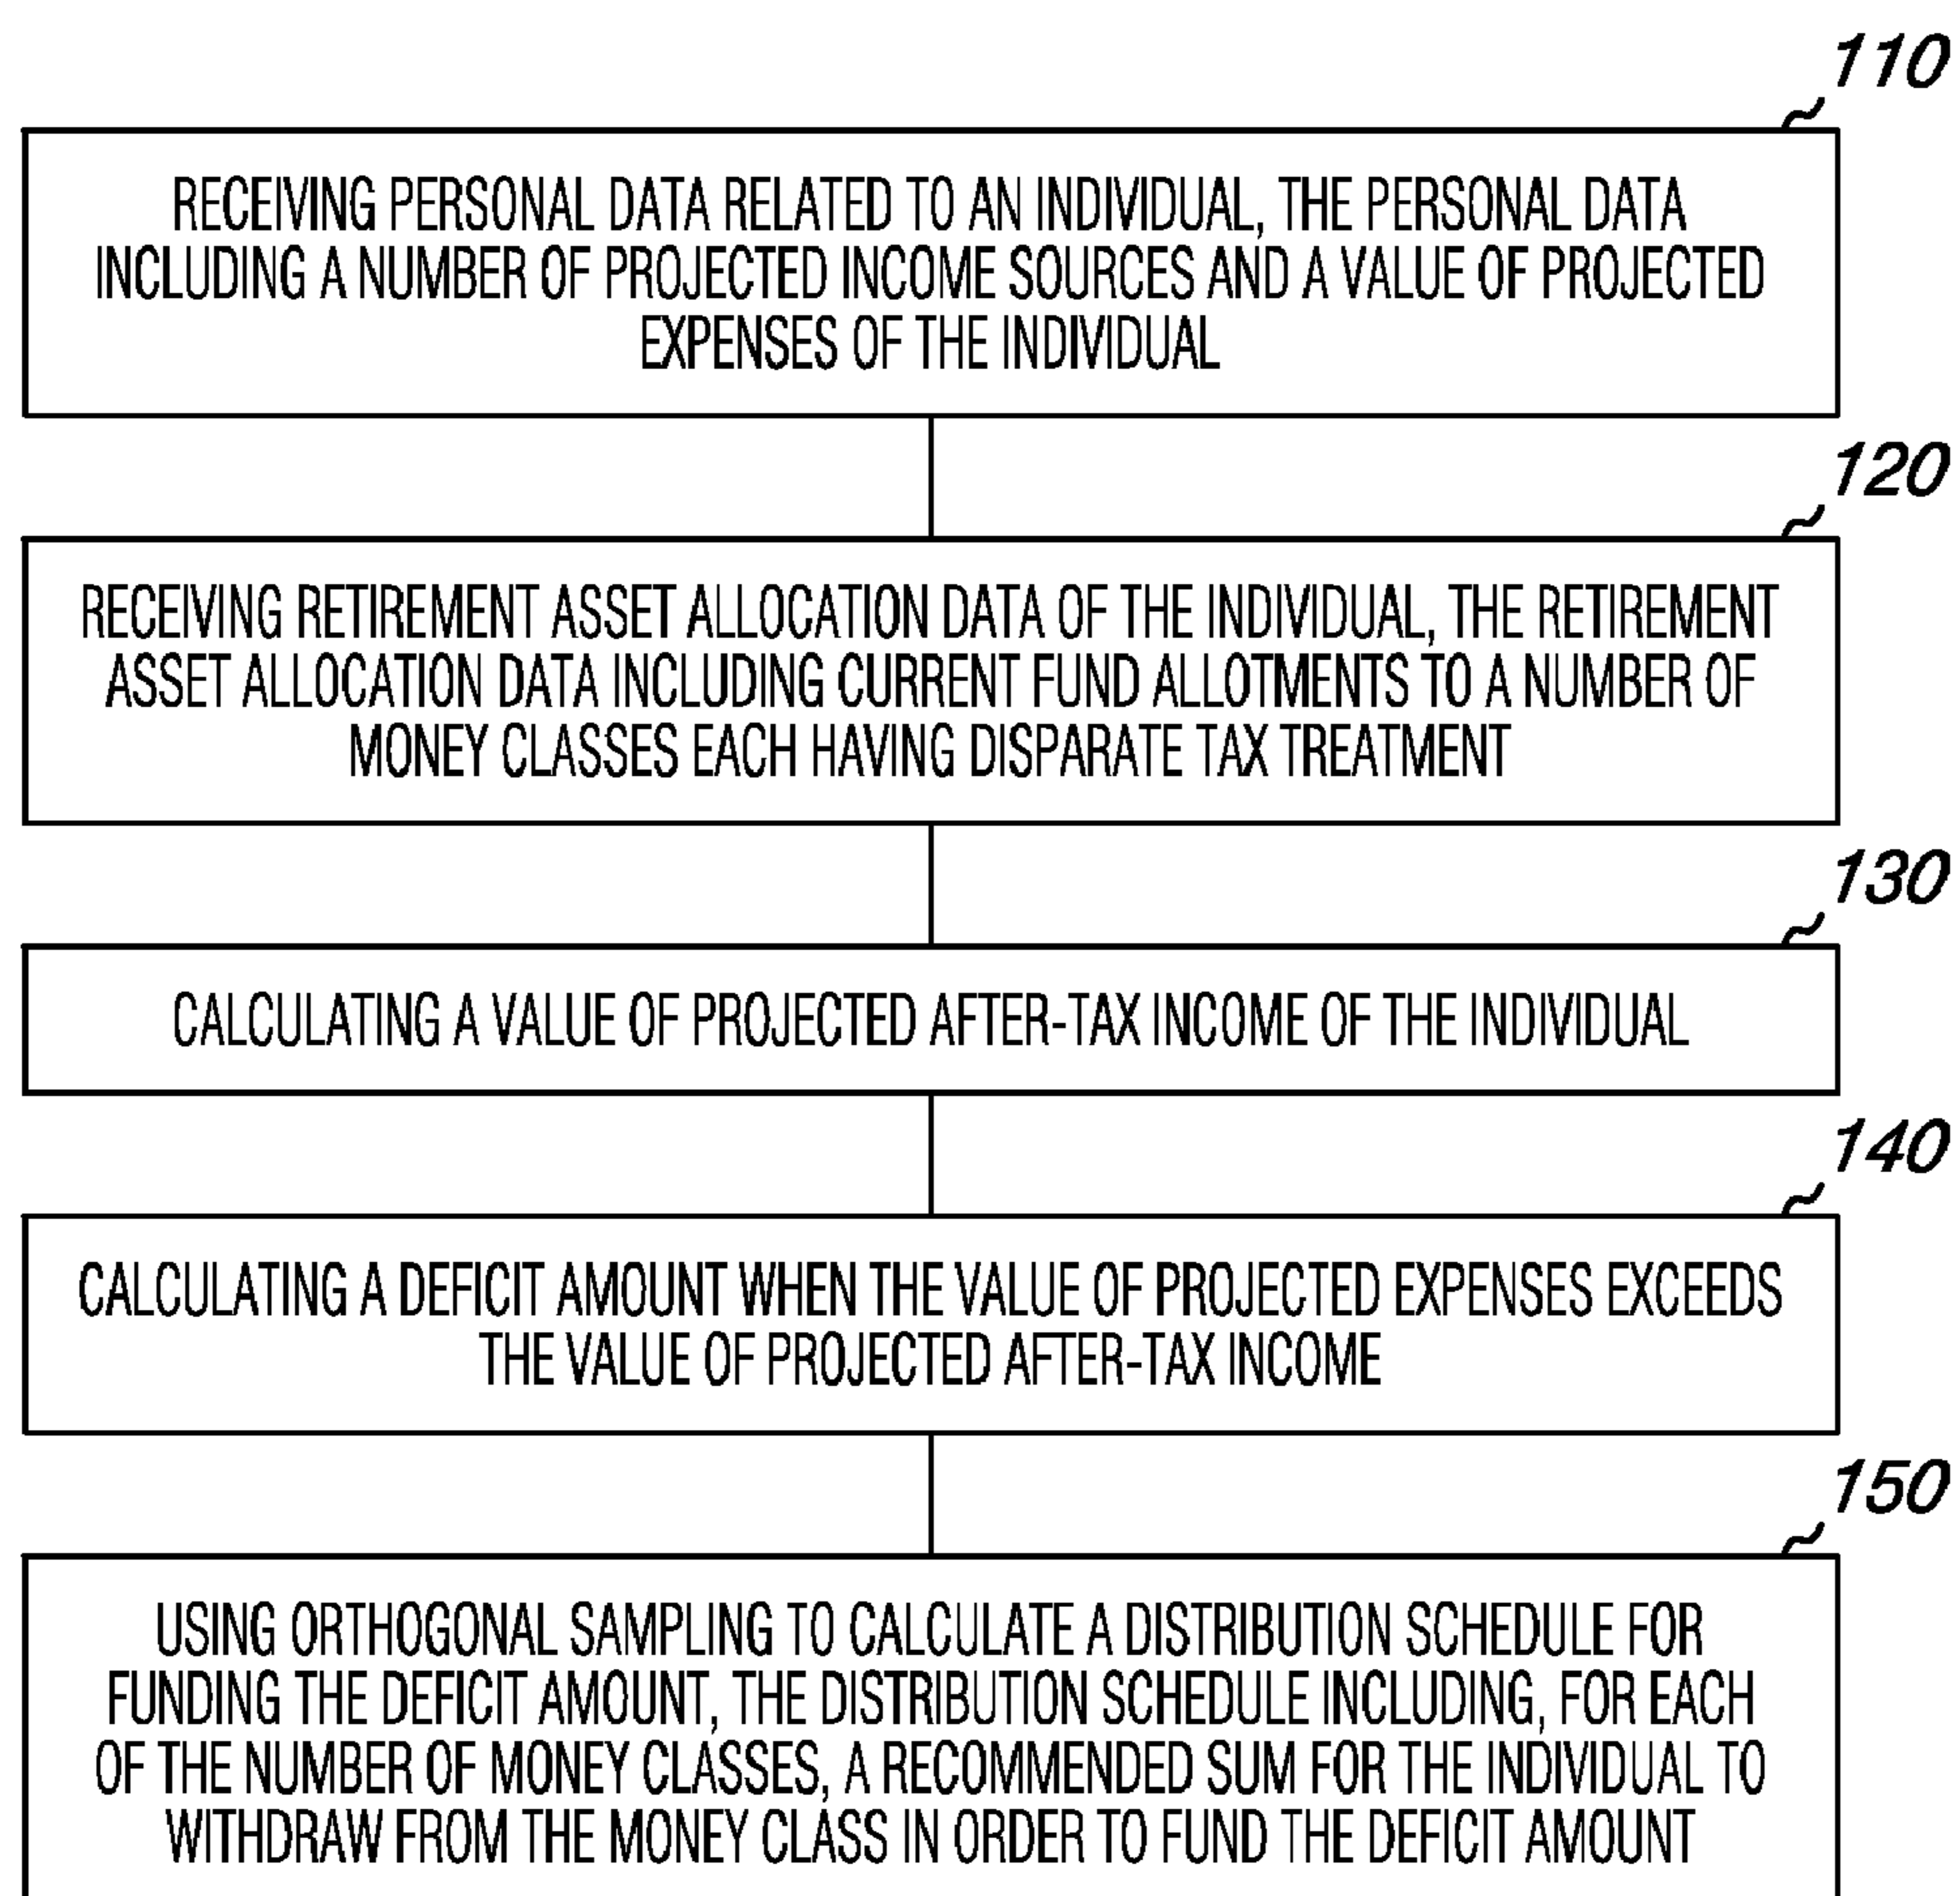 110
RECEIVING PERSONAL DATA RELATED TO AN INDIVIDUAL, THE PERSONAL DATA
INCLUDING A NUMBER OF PROJECTED INCOME SOURCES AND A VALUE OF PROJECTED
EXPENSES OF THE INDIVIDUAL
120
RECEIVING RETIREMENT ASSET ALLOCATION DATA OF THE INDIVIDUAL, THE RETIREMENT
ASSET ALLOCATION DATA INCLUDING CURRENT FUND ALLOTMENTS TO A NUMBER OF
MONEY CLASSES EACH HAVING DISPARATE TAX TREATMENT
130
CALCULATING A VALUE OF PROJECTED AFTER-TAX INCOME OF THE INDIVIDUAL
140
CALCULATING A DEFICIT AMOUNT WHEN THE VALUE OF PROJECTED EXPENSES EXCEEDS
THE VALUE OF PROJECTED AFTER-TAX INCOME
150
USING ORTHOGONAL SAMPLING TO CALCULATE A DISTRIBUTION SCHEDULE FOR
FUNDING THE DEFICIT AMOUNT, THE DISTRIBUTION SCHEDULE INCLUDING, FOR EACH
OF THE NUMBER OF MONEY CLASSES, A RECOMMENDED SUM FOR THE INDIVIDUAL TO
WITHDRAW FROM THE MONEY CLASS IN ORDER TO FUND THE DEFICIT AMOUNT